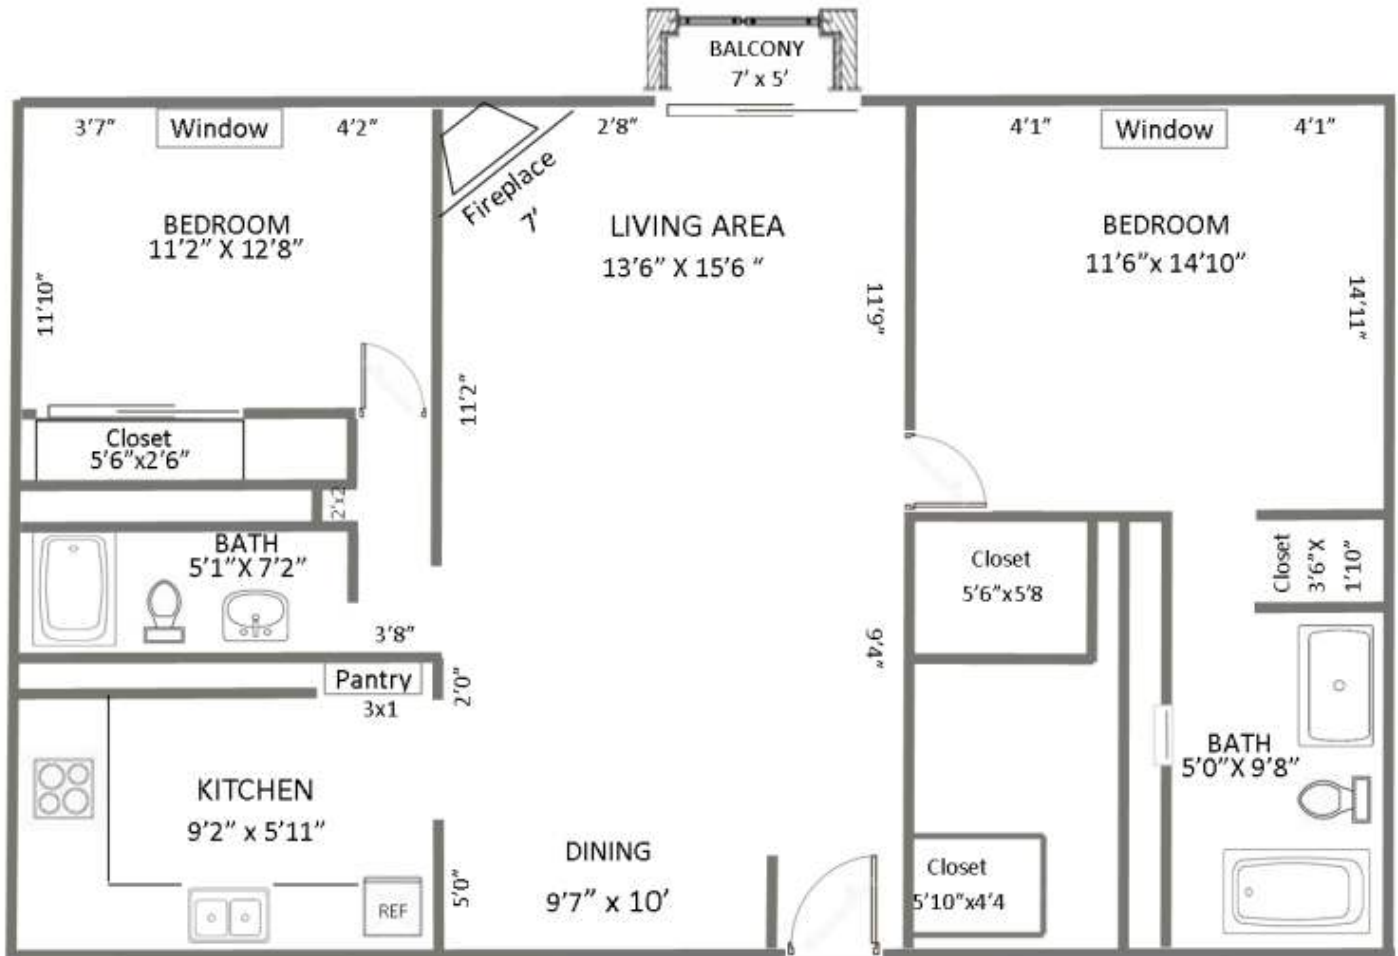 BALCONY
7' x 5'
3'7"
Window
4'2"
2'8"
4'1"
Window
4'1"
Fireplace
7'
BEDROOM
11'2" X 12'8"
LIVING AREA
13'6" X 15'6 "
BEDROOM
11'6"x 14'10"
11'10"
11'9"
14'11"
11'2"
Closet
5'6"x2'6"
2'x2
BATH
5'1"X 7'2"
Closet
5'6"x5'8
Closet
3'6"X
1'10"
3'8"
9'4"
Pantry
3x1
2'0"
BATH
5'0"X 9'8"
KITCHEN
9'2" x 5'11"
DINING
9'7" x 10'
5'0"
REF
Closet
5'10"x4'4